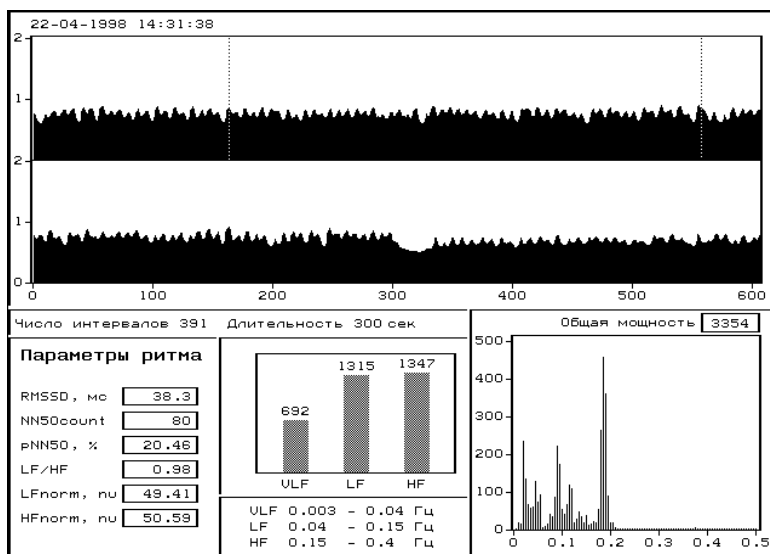 22-04-1998 14:31:38
2
1
2
1
0
0 100 200 300 400 500 600
Число интервалов 391 Длительность 300 сек
Параметры ритма
RMSSD, мс 38.3
NN50count 80
pNN50, % 20.46
LF/HF 0.98
LFnorm, nu 49.41
HFnorm, nu 50.59
692 1315 1347
VLF LF HF
VLF 0.003 - 0.04 Гц
LF 0.04 - 0.15 Гц
HF 0.15 - 0.4 Гц
Общая мощность 3354
500
400
300
200
100
0
0 0.1 0.2 0.3 0.4 0.5